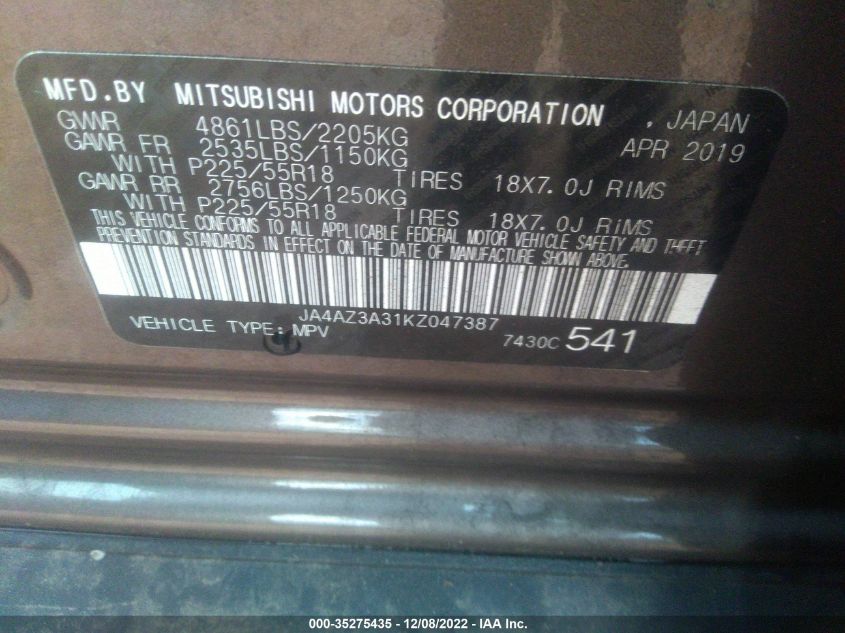 MFD.BY MITSUBISHI MOTORS CORPORATION , JAPAN
GVWR 4861LBS/2205KG APR 2019
GAWR FR 2535LBS/1150KG
WITH P225/55R18 TIRES 18X7.0J RIMS
GAWR RR 2756LBS/1250KG
WITH P225/55R18 TIRES 18X7.0J RIMS
THIS VEHICLE CONFORMS TO ALL APPLICABLE FEDERAL MOTOR VEHICLE SAFETY AND THEFT
PREVENTION STANDARDS IN EFFECT ON THE DATE OF MANUFACTURE SHOWN ABOVE.
JA4AZ3A31KZ047387
VEHICLE TYPE:MPV 7430C 541
000-35275435 - 12/08/2022 - IAA Inc.